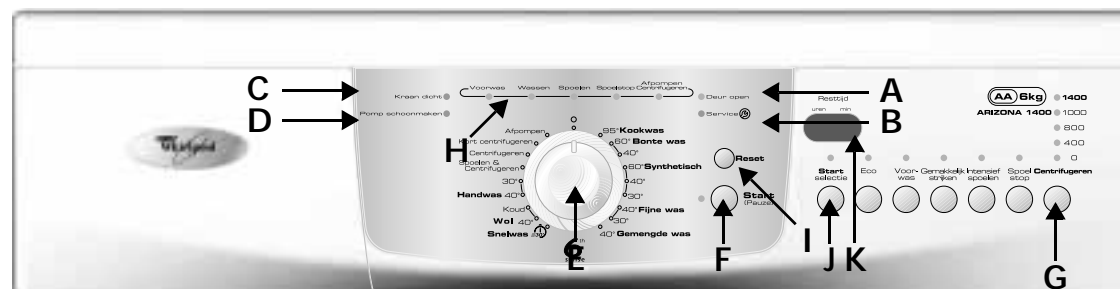 C
D
Kraan dicht
Pomp schoonmaken
Voorwas Wassen Spoelen Spoelstop Afpompen Centrifugeren
H
Deur open
Service
A
B
Whirlpool
Afpompen
Kort centrifugeren
Centrifugeren
Spoelen &
Centrifugeren
30°
Handwas 40°
Koud
Wol 40°
Snelwas
95° Kookwas
60° Bonte was
40°
60° Synthetisch
40°
30°
40° Fijne was
30°
40° Gemengde was
6th
E
Reset
Start
(Pauze)
F
I
Resttijd
uren min
AA 6kg
ARIZONA 1400
1400
1000
800
400
0
Start
selectie
Eco
Voor-
was
Gemakkelijk
strijken
Intensief
spoelen
Spoel
stop
Centrifugeren
J
K
G